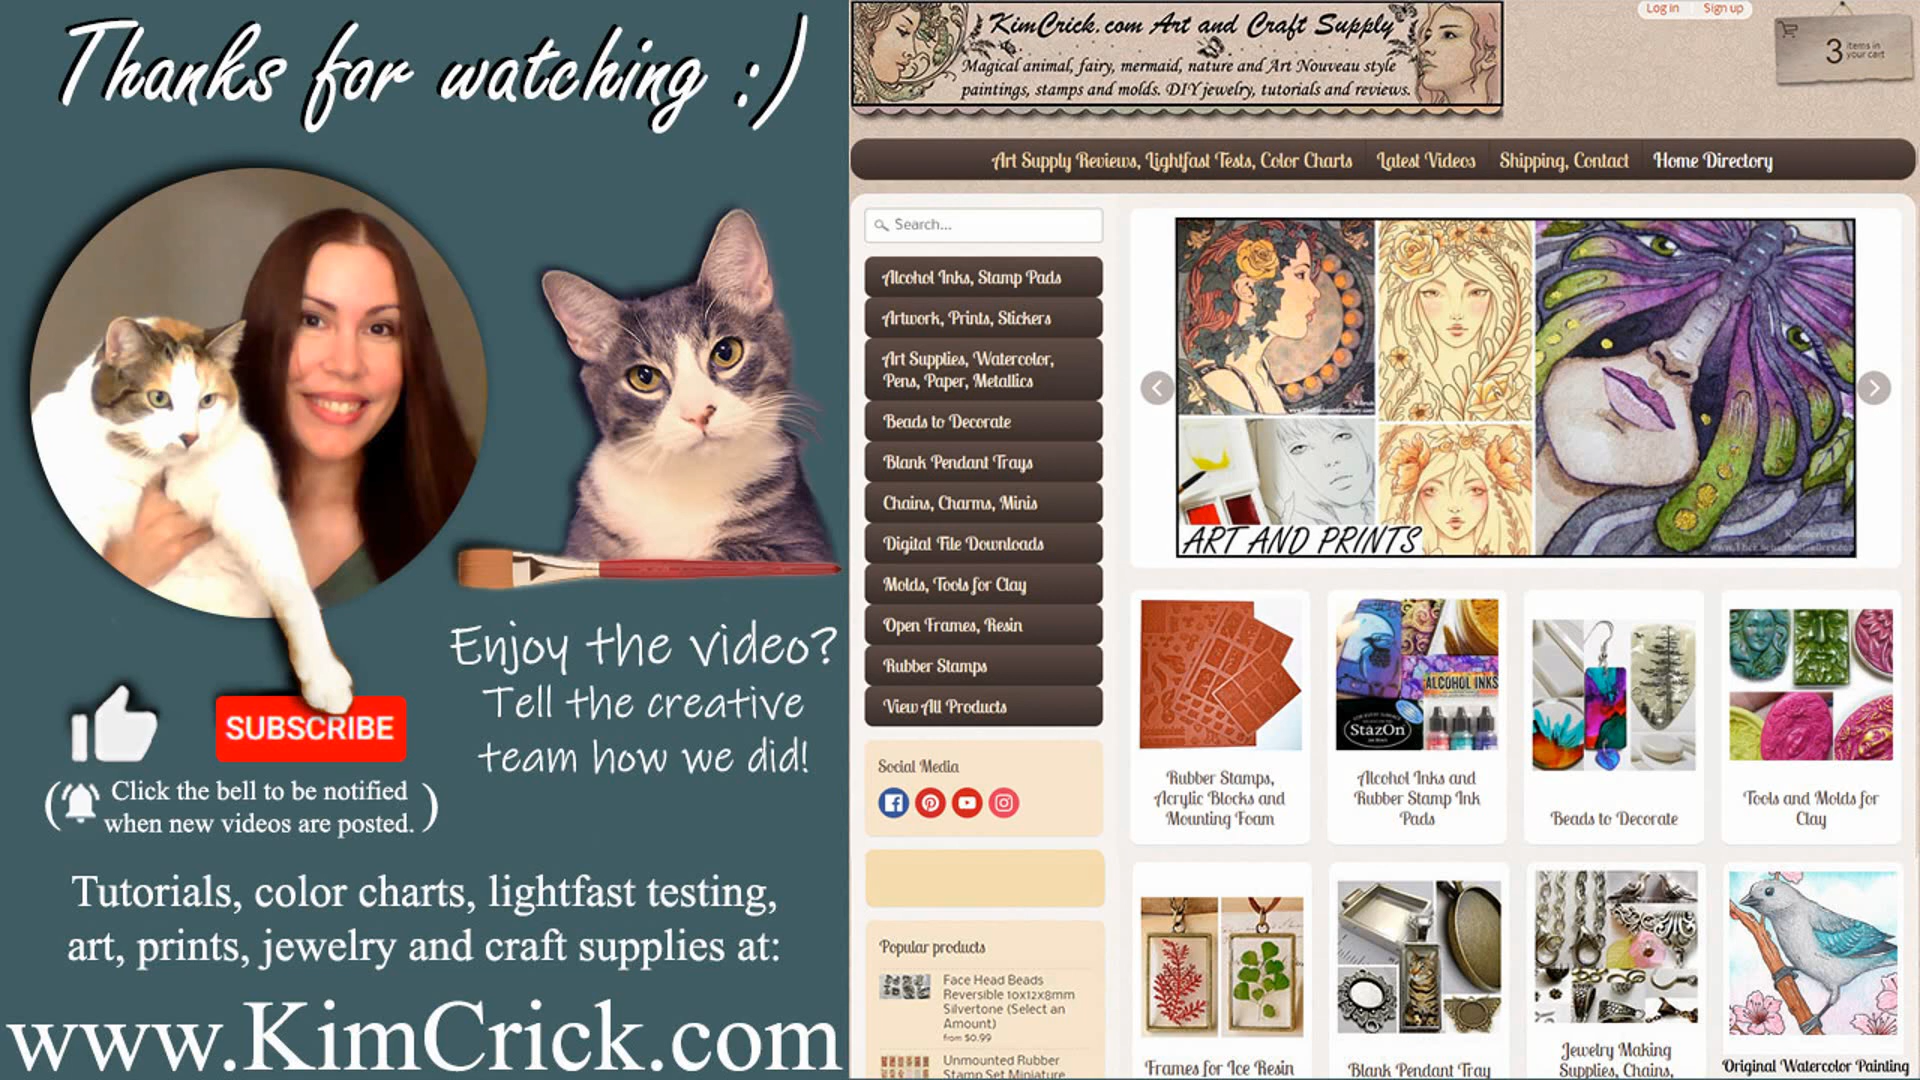 Thanks for watching :)
SUBSCRIBE
( Click the bell to be notified
when new videos are posted. )
Enjoy the video?
Tell the creative
team how we did!
Tutorials, color charts, lightfast testing,
art, prints, jewelry and craft supplies at:
www.KimCrick.com
KimCrick.com Art and Craft Supply
Magical animal, fairy, mermaid, nature and Art Nouveau style
paintings, stamps and molds. DIY jewelry, tutorials and reviews.
Log in
Sign up
3 items in
your cart
Art Supply Reviews, Lightfast Tests, Color Charts
Latest Videos
Shipping, Contact
Home Directory
Search...
Alcohol Inks, Stamp Pads
Artwork, Prints, Stickers
Art Supplies, Watercolor,
Pens, Paper, Metallics
Beads to Decorate
Blank Pendant Trays
Chains, Charms, Minis
Digital File Downloads
Molds, Tools for Clay
Open Frames, Resin
Rubber Stamps
View All Products
Social Media
Popular products
Face Head Beads
Reversible 10x12x8mm
Silvertone (Select an
Amount)
from $0.99
Unmounted Rubber
Stamp Set Miniature
ART AND PRINTS
Rubber Stamps,
Acrylic Blocks and
Mounting Foam
ALCOHOL INKS
StazOn
Alcohol Inks and
Rubber Stamp Ink
Pads
Beads to Decorate
Tools and Molds for
Clay
Frames for Ice Resin
Blank Pendant Tray
Jewelry Making
Supplies, Chains,
Original Watercolor Painting